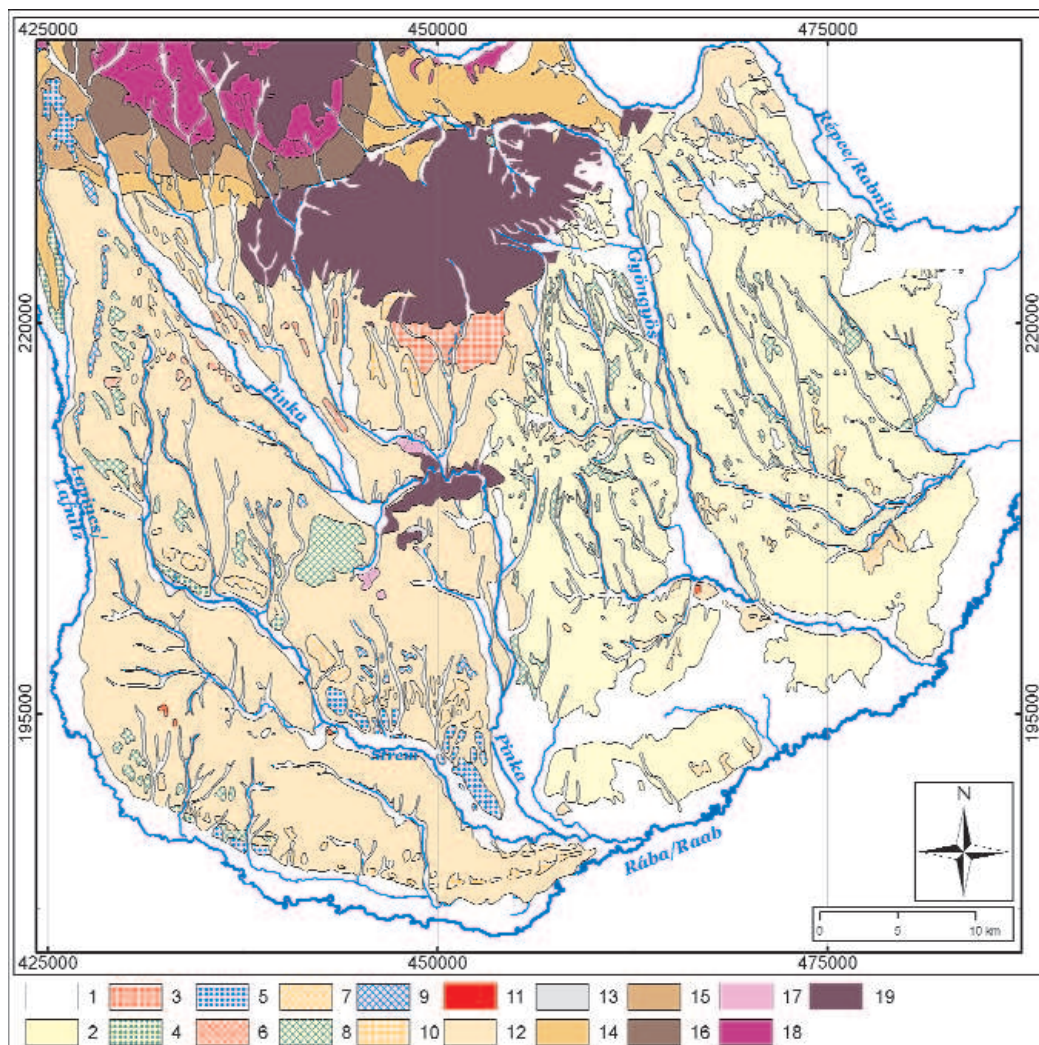 425000 450000 475000
Répce/Rabnitz
Gyöngyös
220000 220000
Pinka
Lapincs/
Lafnitz
195000 195000
Pinka
Strem
Rába/Raab
N
0 5 10 km
425000 450000 475000
1 3 5 7 9 11 13 15 17 19
2 4 6 8 10 12 14 16 18